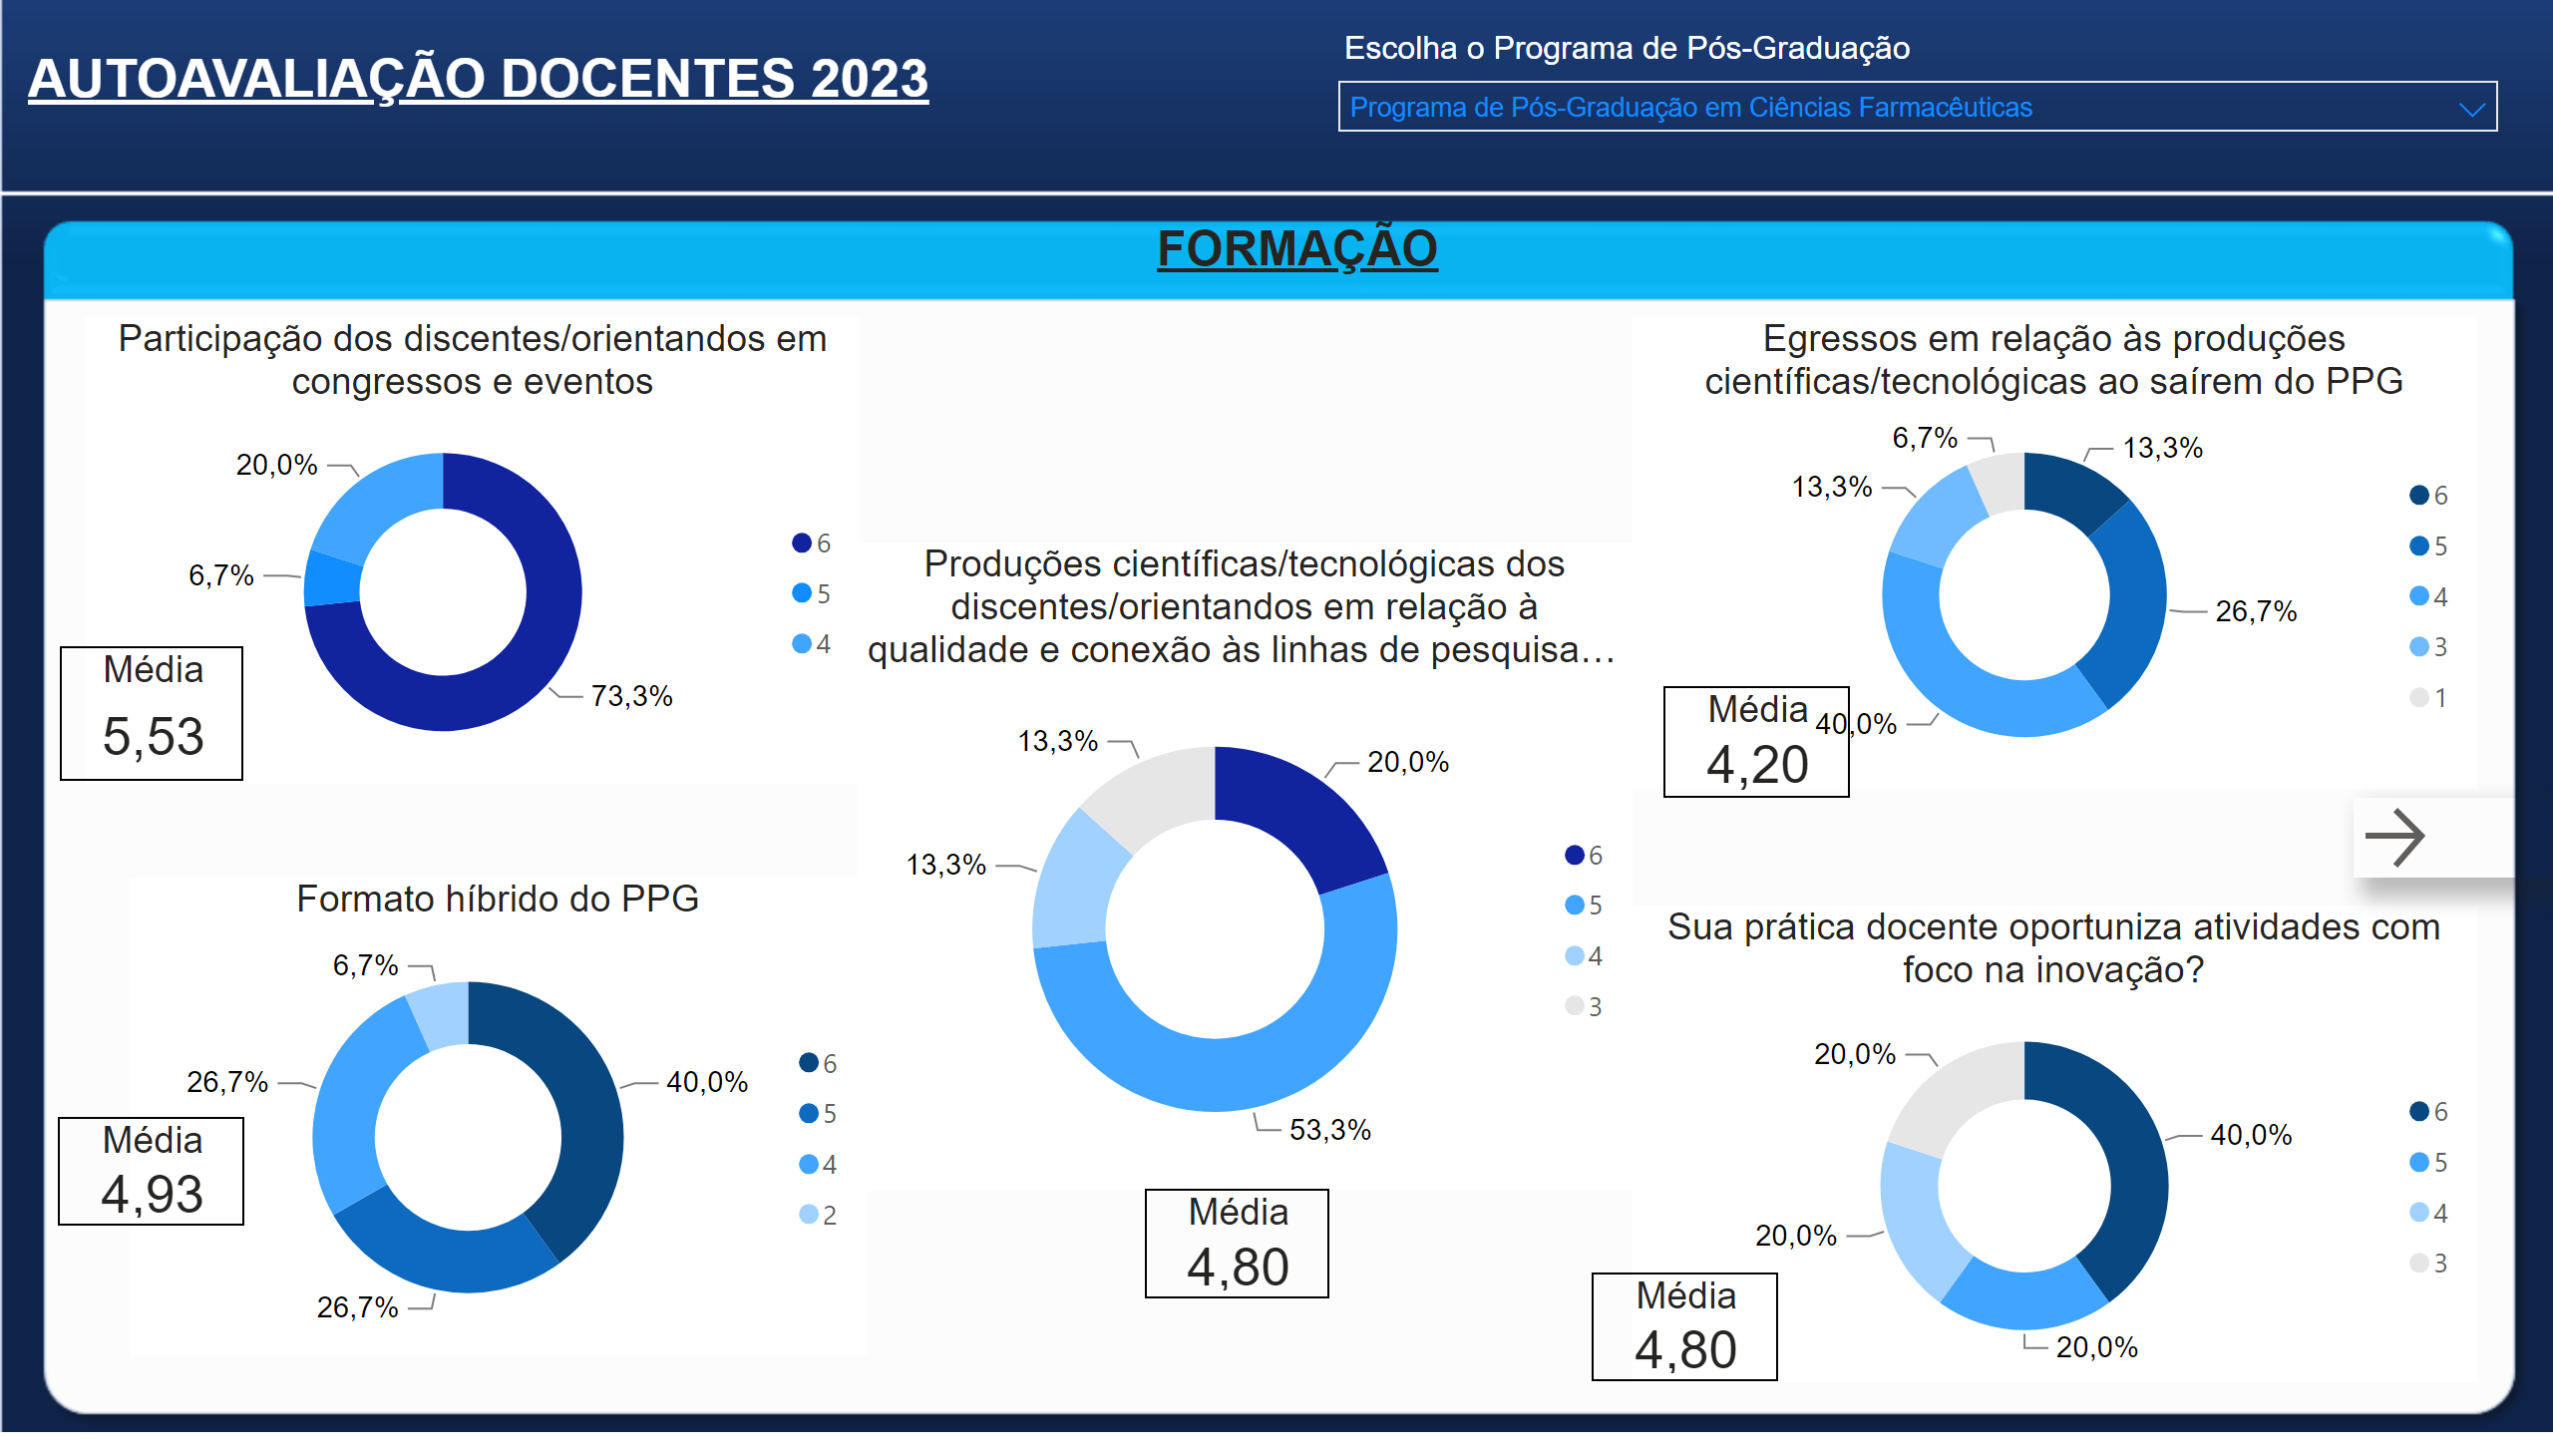 AUTOAVALIAÇÃO DOCENTES 2023
Escolha o Programa de Pós-Graduação
Programa de Pós-Graduação em Ciências Farmacêuticas
FORMAÇÃO
Participação dos discentes/orientandos em
congressos e eventos
20,0%
6,7%
73,3%
6
5
4
Média
5,53
Formato híbrido do PPG
6,7%
26,7%
40,0%
26,7%
6
5
4
2
Média
4,93
Produções científicas/tecnológicas dos
discentes/orientandos em relação à
qualidade e conexão às linhas de pesquisa…
13,3%
20,0%
13,3%
53,3%
6
5
4
3
Média
4,80
Egressos em relação às produções
científicas/tecnológicas ao saírem do PPG
6,7%
13,3%
13,3%
26,7%
40,0%
6
5
4
3
1
Média
4,20
Sua prática docente oportuniza atividades com
foco na inovação?
20,0%
40,0%
20,0%
20,0%
6
5
4
3
Média
4,80